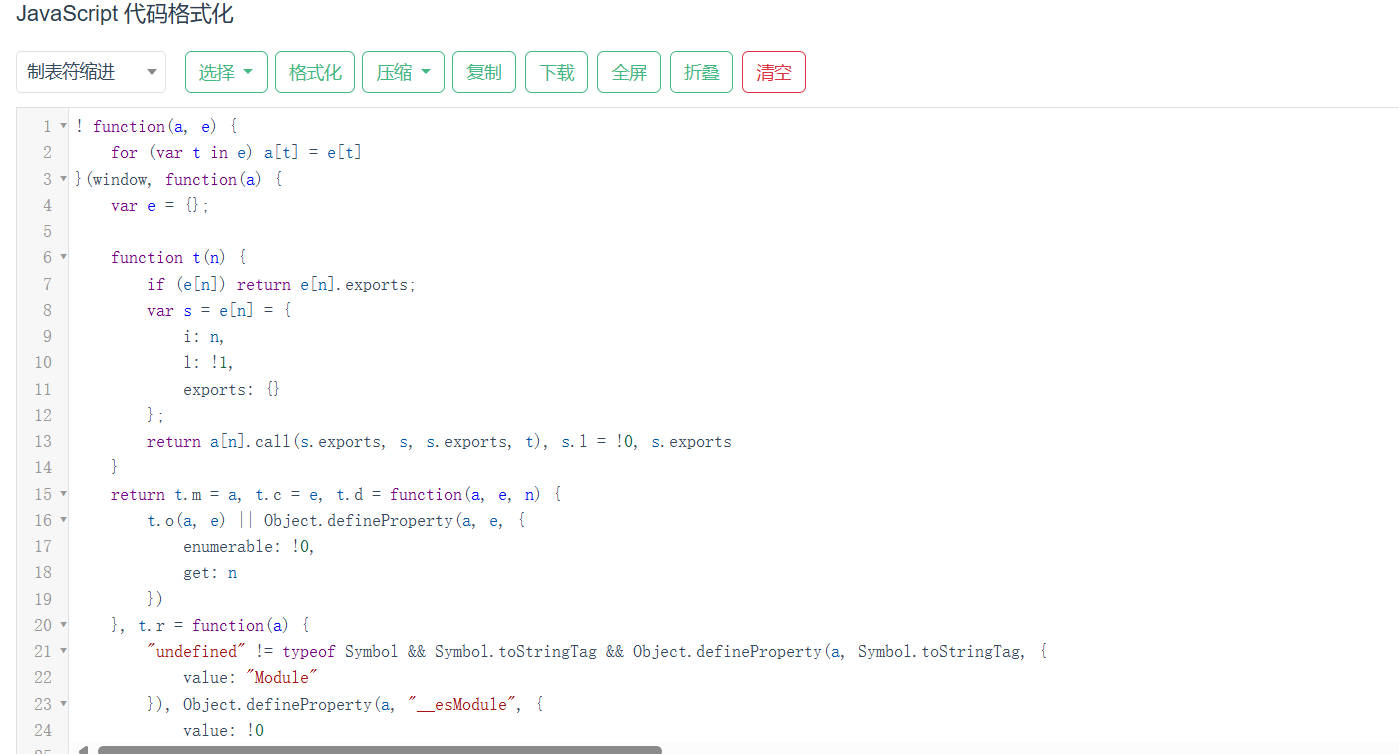 JavaScript 代码格式化
制表符缩进 选择 格式化 压缩 复制 下载 全屏 折叠 清空
1 ! function(a, e) {
2     for (var t in e) a[t] = e[t]
3 }(window, function(a) {
4     var e = {};
5
6     function t(n) {
7         if (e[n]) return e[n].exports;
8         var s = e[n] = {
9             i: n,
10             l: !1,
11             exports: {}
12         };
13         return a[n].call(s.exports, s, s.exports, t), s.l = !0, s.exports
14     }
15     return t.m = a, t.c = e, t.d = function(a, e, n) {
16         t.o(a, e) || Object.defineProperty(a, e, {
17             enumerable: !0,
18             get: n
19         })
20     }, t.r = function(a) {
21         "undefined" != typeof Symbol && Symbol.toStringTag && Object.defineProperty(a, Symbol.toStringTag, {
22             value: "Module"
23         }), Object.defineProperty(a, "__esModule", {
24             value: !0